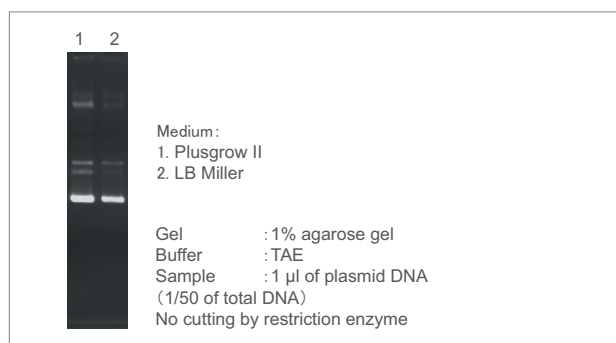 1 2
Medium:
1. Plusgrow II
2. LB Miller
Gel :1% agarose gel
Buffer :TAE
Sample :1 µl of plasmid DNA
(1/50 of total DNA)
No cutting by restriction enzyme